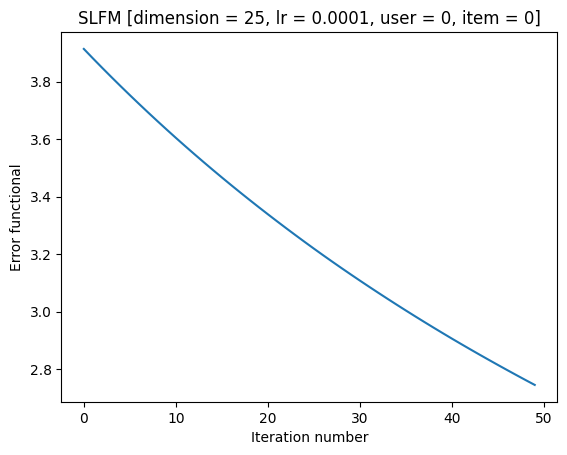 SLFM [dimension = 25, lr = 0.0001, user = 0, item = 0]
Error functional
3.8
3.6
3.4
3.2
3.0
2.8
0 10 20 30 40 50
Iteration number